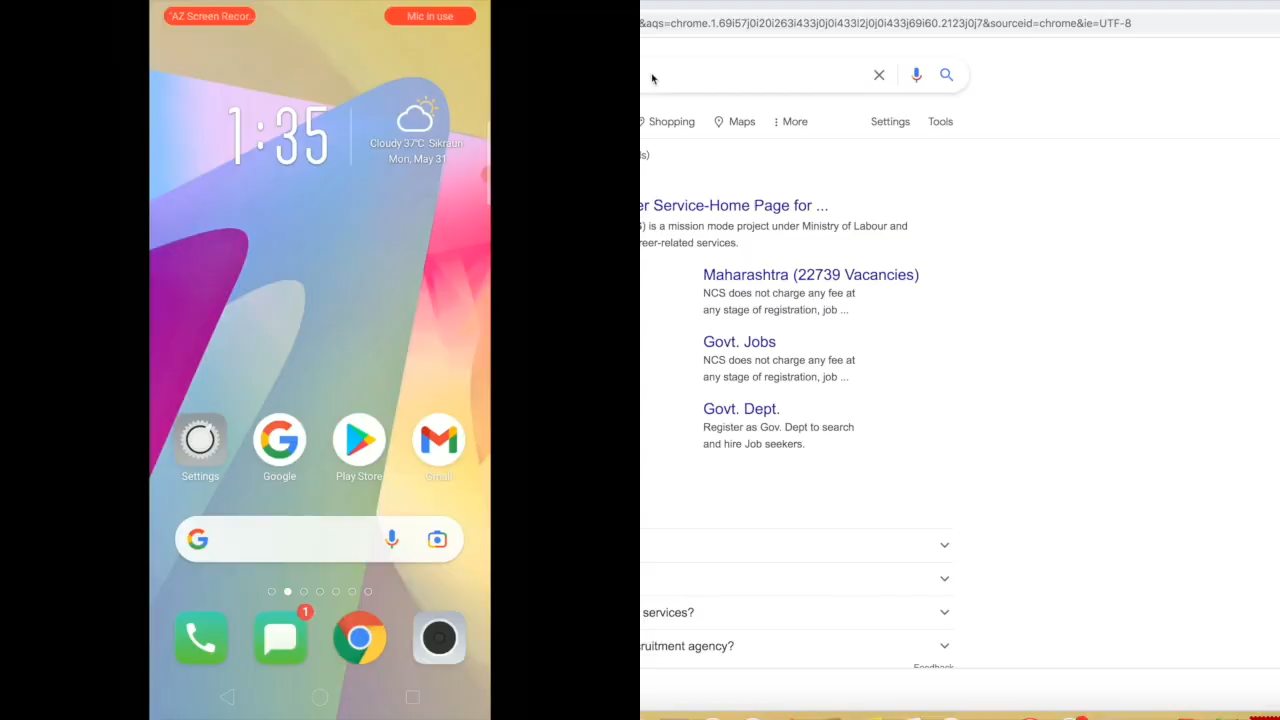 "AZ Screen Recor..
Mic in use
1:35
Cloudy 37°C Sikraun
Mon, May 31
Settings
Google
Play Store
Gmail
1
&aqs=chrome.1.69i57j0i20i263i433j0j0i433l2j0j0i433j69i60.2123j0j7&sourceid=chrome&ie=UTF-8
Shopping
Maps
More
Settings
Tools
ds)
er Service-Home Page for ...
S) is a mission mode project under Ministry of Labour and
reer-related services.
Maharashtra (22739 Vacancies)
NCS does not charge any fee at
any stage of registration, job ...
Govt. Jobs
NCS does not charge any fee at
any stage of registration, job ...
Govt. Dept.
Register as Gov. Dept to search
and hire Job seekers.
services?
cruitment agency?
Feedback